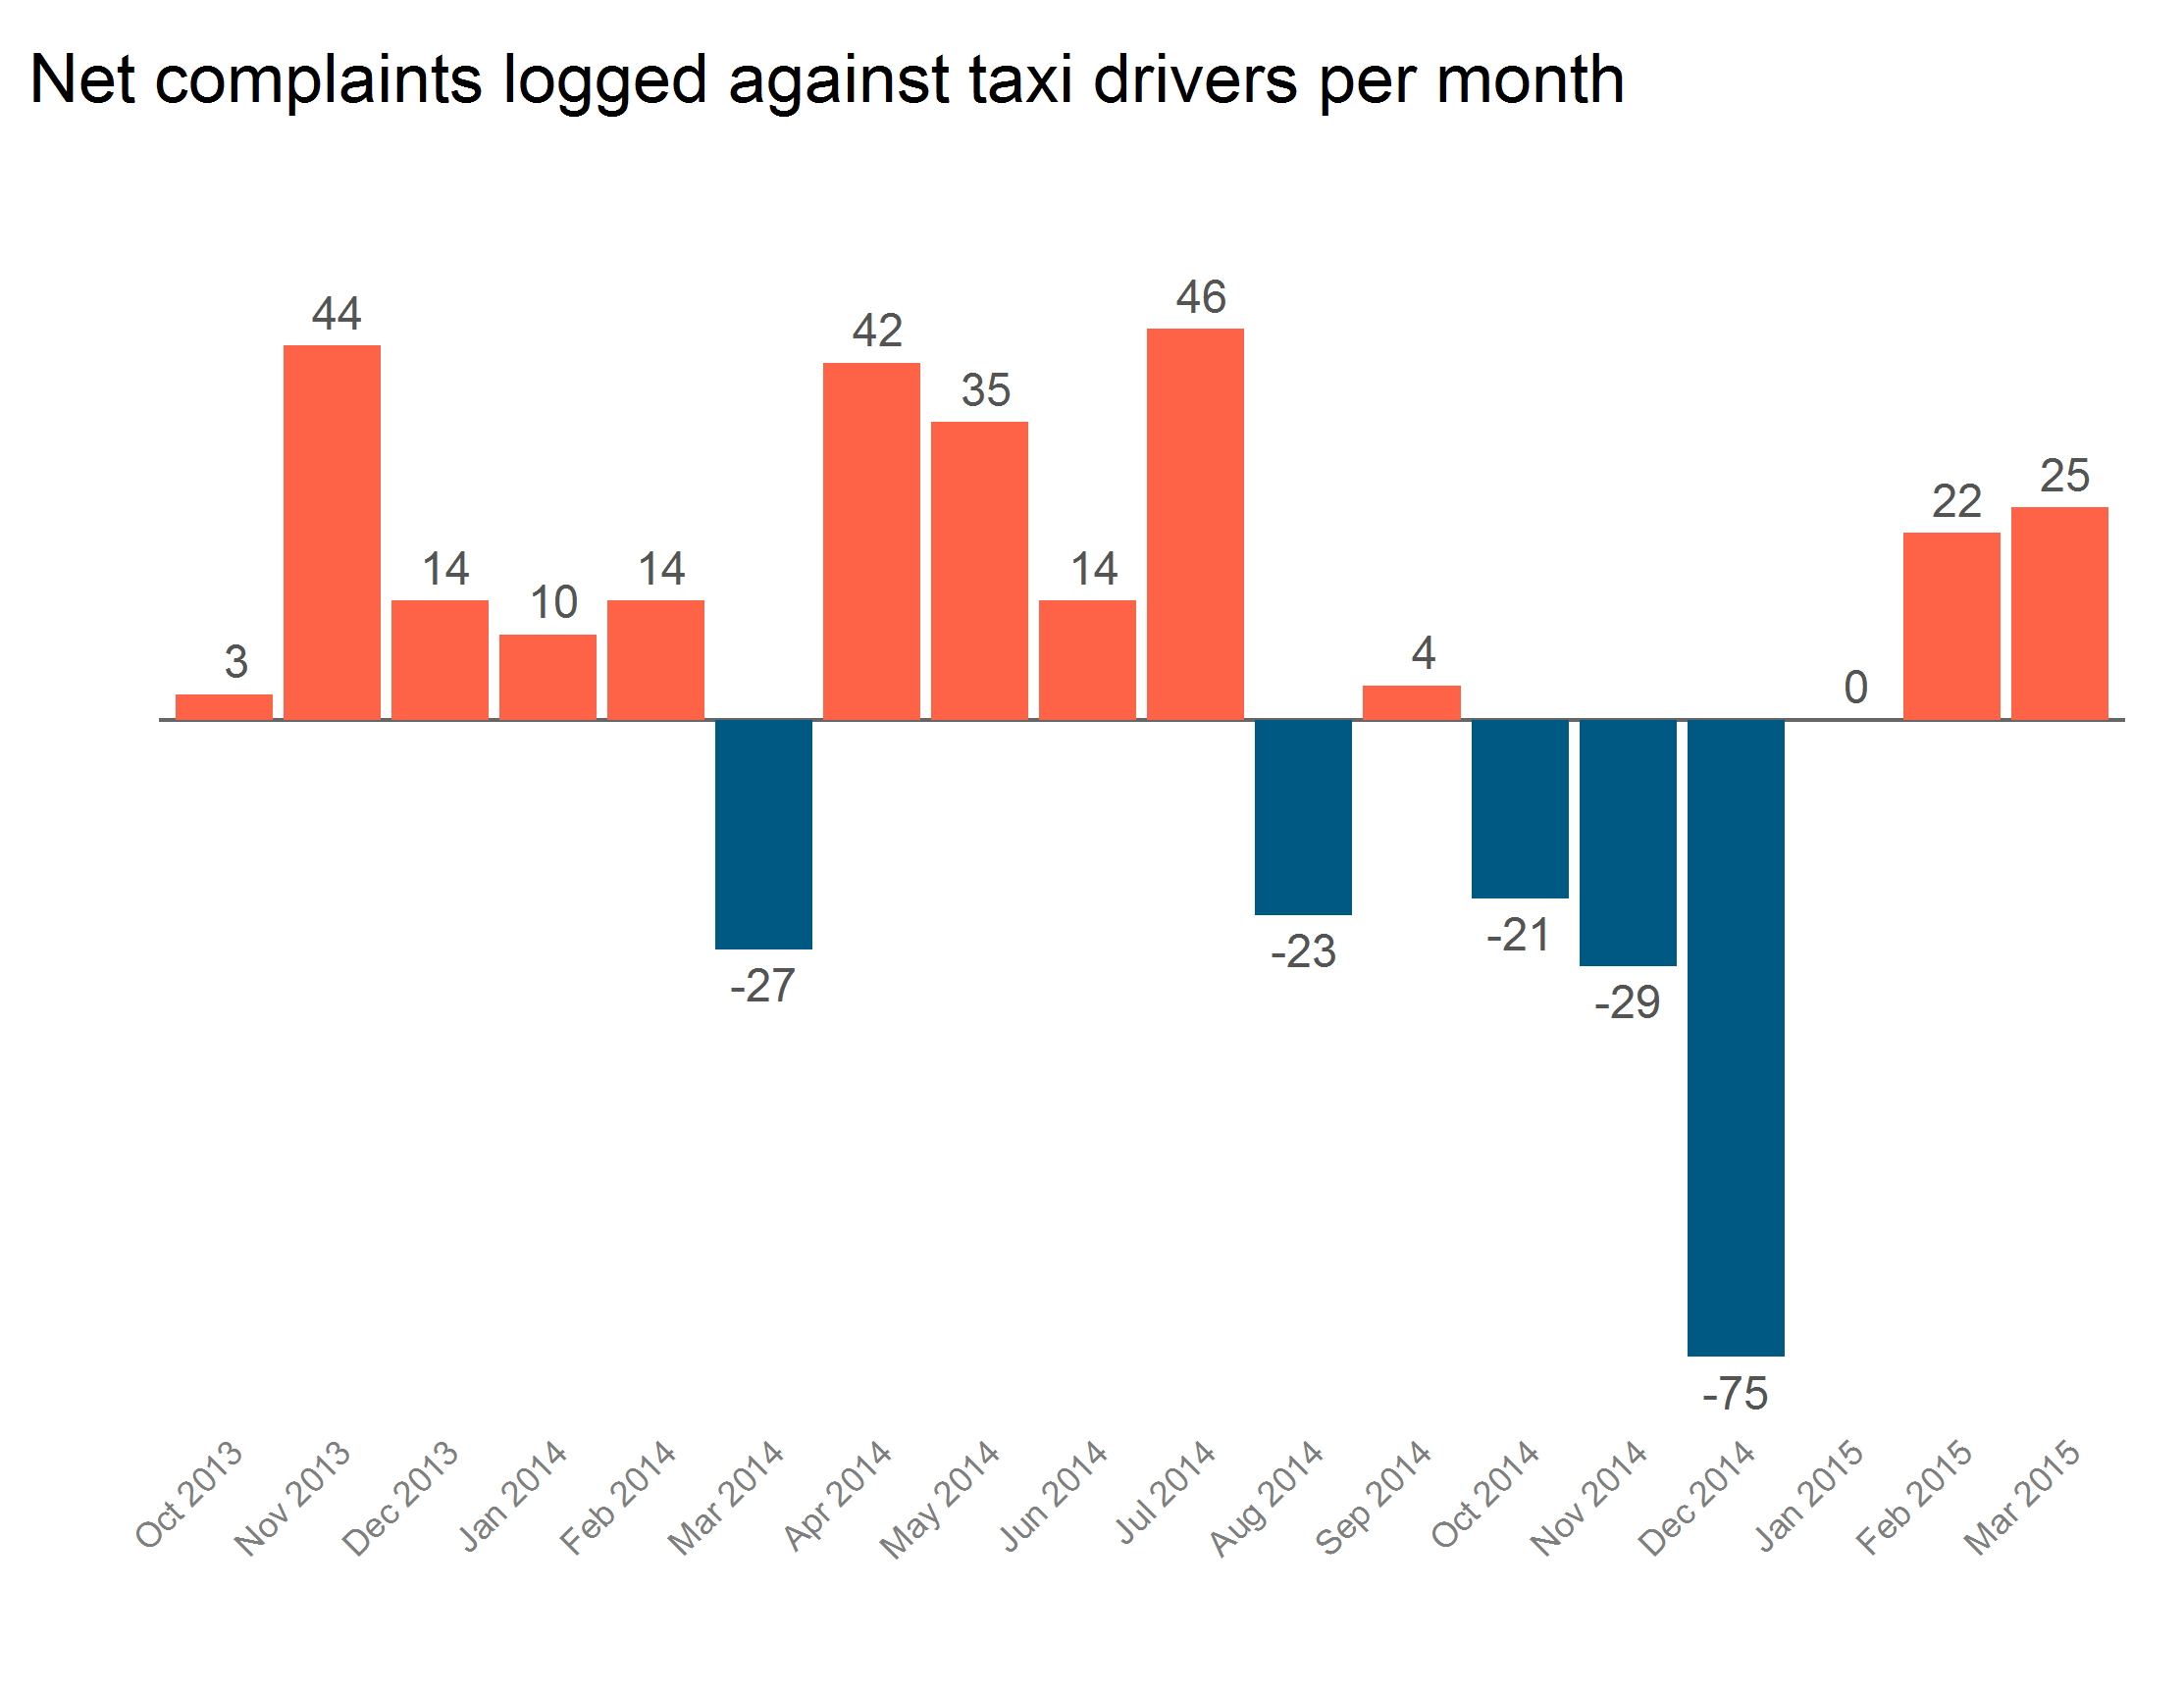 Net complaints logged against taxi drivers per month
3
44
14
10
14
-27
42
35
14
46
-23
4
-21
-29
-75
0
22
25
Oct 2013
Nov 2013
Dec 2013
Jan 2014
Feb 2014
Mar 2014
Apr 2014
May 2014
Jun 2014
Jul 2014
Aug 2014
Sep 2014
Oct 2014
Nov 2014
Dec 2014
Jan 2015
Feb 2015
Mar 2015